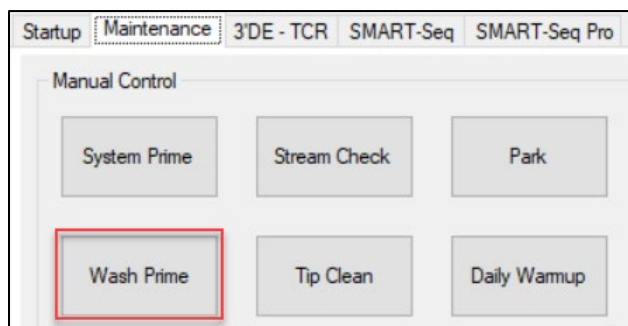 Startup Maintenance 3'DE - TCR SMART-Seq SMART-Seq Pro
Manual Control
System Prime Stream Check Park
Wash Prime Tip Clean Daily Warmup